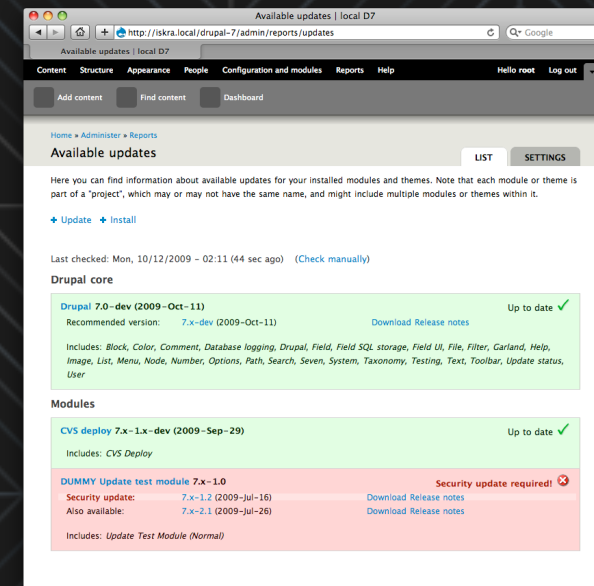 Available updates | local D7
http://iskra.local/drupal-7/admin/reports/updates
Google
Available updates | local D7
Content Structure Appearance People Configuration and modules Reports Help Hello root Log out
Add content Find content Dashboard
Home » Administer » Reports
Available updates
LIST SETTINGS
Here you can find information about available updates for your installed modules and themes. Note that each module or theme is
part of a "project", which may or may not have the same name, and might include multiple modules or themes within it.
+ Update + Install
Last checked: Mon, 10/12/2009 - 02:11 (44 sec ago) (Check manually)
Drupal core
Drupal 7.0-dev (2009-Oct-11) Up to date
Recommended version: 7.x-dev (2009-Oct-11) Download Release notes
Includes: Block, Color, Comment, Database logging, Drupal, Field, Field SQL storage, Field UI, File, Filter, Garland, Help,
Image, List, Menu, Node, Number, Options, Path, Search, Seven, System, Taxonomy, Testing, Text, Toolbar, Update status,
User
Modules
CVS deploy 7.x-1.x-dev (2009-Sep-29) Up to date
Includes: CVS Deploy
DUMMY Update test module 7.x-1.0 Security update required!
Security update: 7.x-1.2 (2009-Jul-16) Download Release notes
Also available: 7.x-2.1 (2009-Jul-26) Download Release notes
Includes: Update Test Module (Normal)